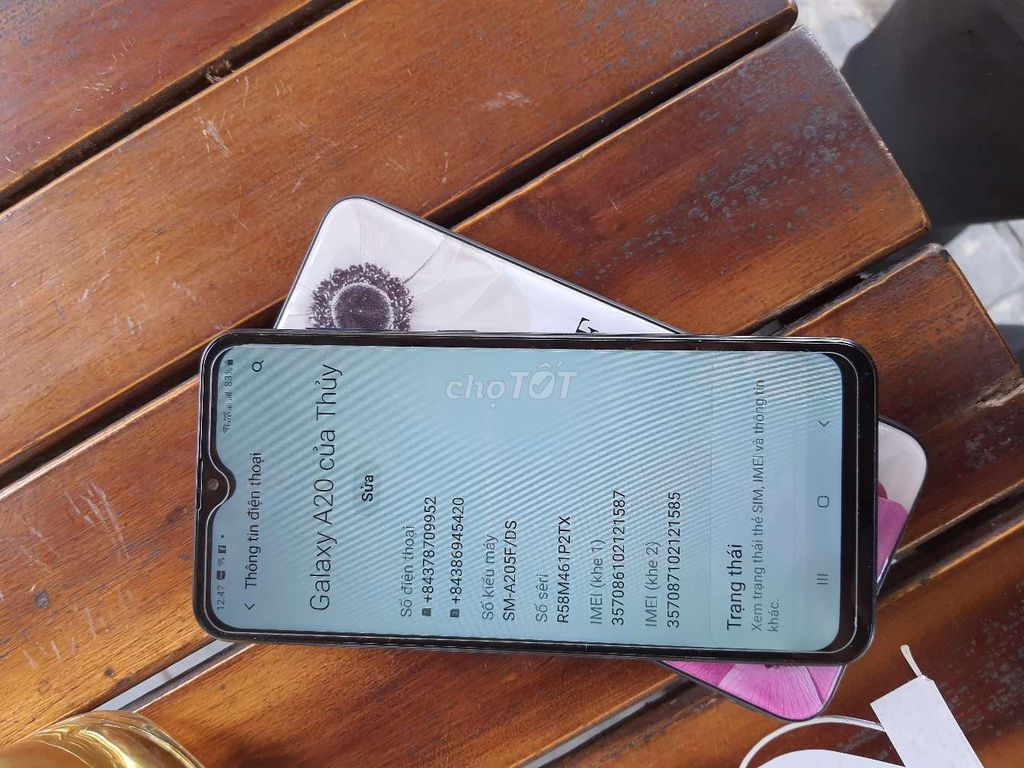 12:47
83%
Thông tin điện thoại
Galaxy A20 của Thủy
Sửa
Số điện thoại
+84378709952
+84386945420
Số kiểu máy
SM-A205F/DS
Số sêri
R58M461P2TX
IMEI (khe 1)
357086102121587
IMEI (khe 2)
357087102121585
Trạng thái
Xem trạng thái thẻ SIM, IMEI và thông tin
khác.
chợTỐT